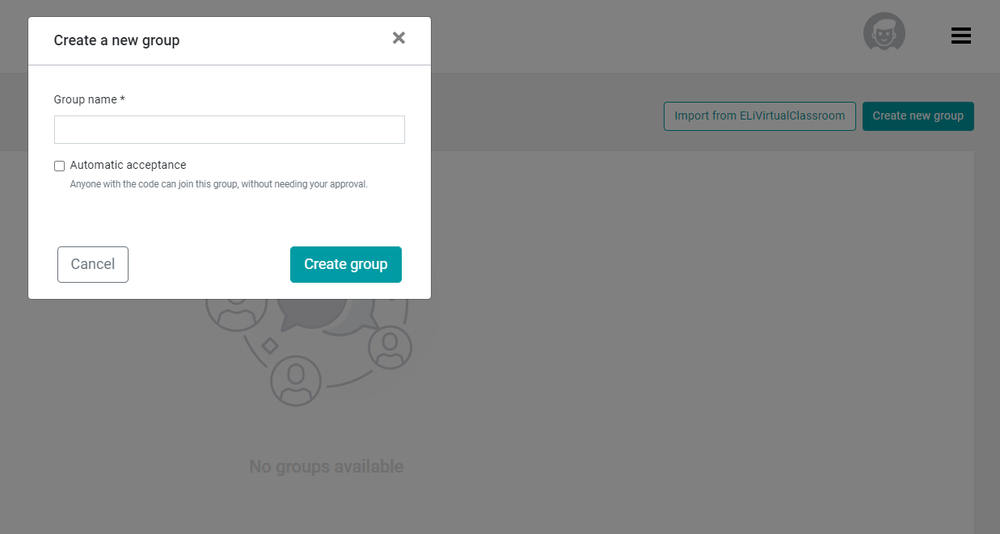 Create a new group
Group name *
Automatic acceptance
Anyone with the code can join this group, without needing your approval.
Cancel
Create group
Import from ELiVirtualClassroom
Create new group
No groups available